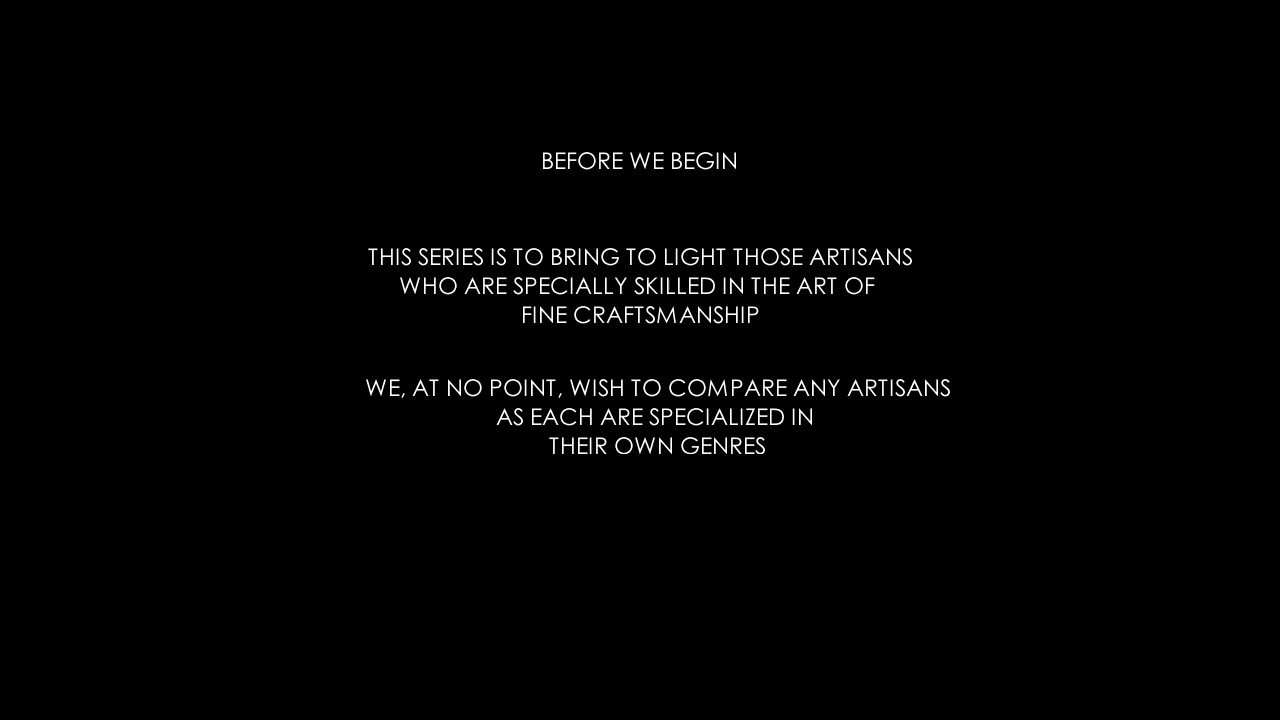 BEFORE WE BEGIN
THIS SERIES IS TO BRING TO LIGHT THOSE ARTISANS
WHO ARE SPECIALLY SKILLED IN THE ART OF
FINE CRAFTSMANSHIP
WE, AT NO POINT, WISH TO COMPARE ANY ARTISANS
AS EACH ARE SPECIALIZED IN
THEIR OWN GENRES